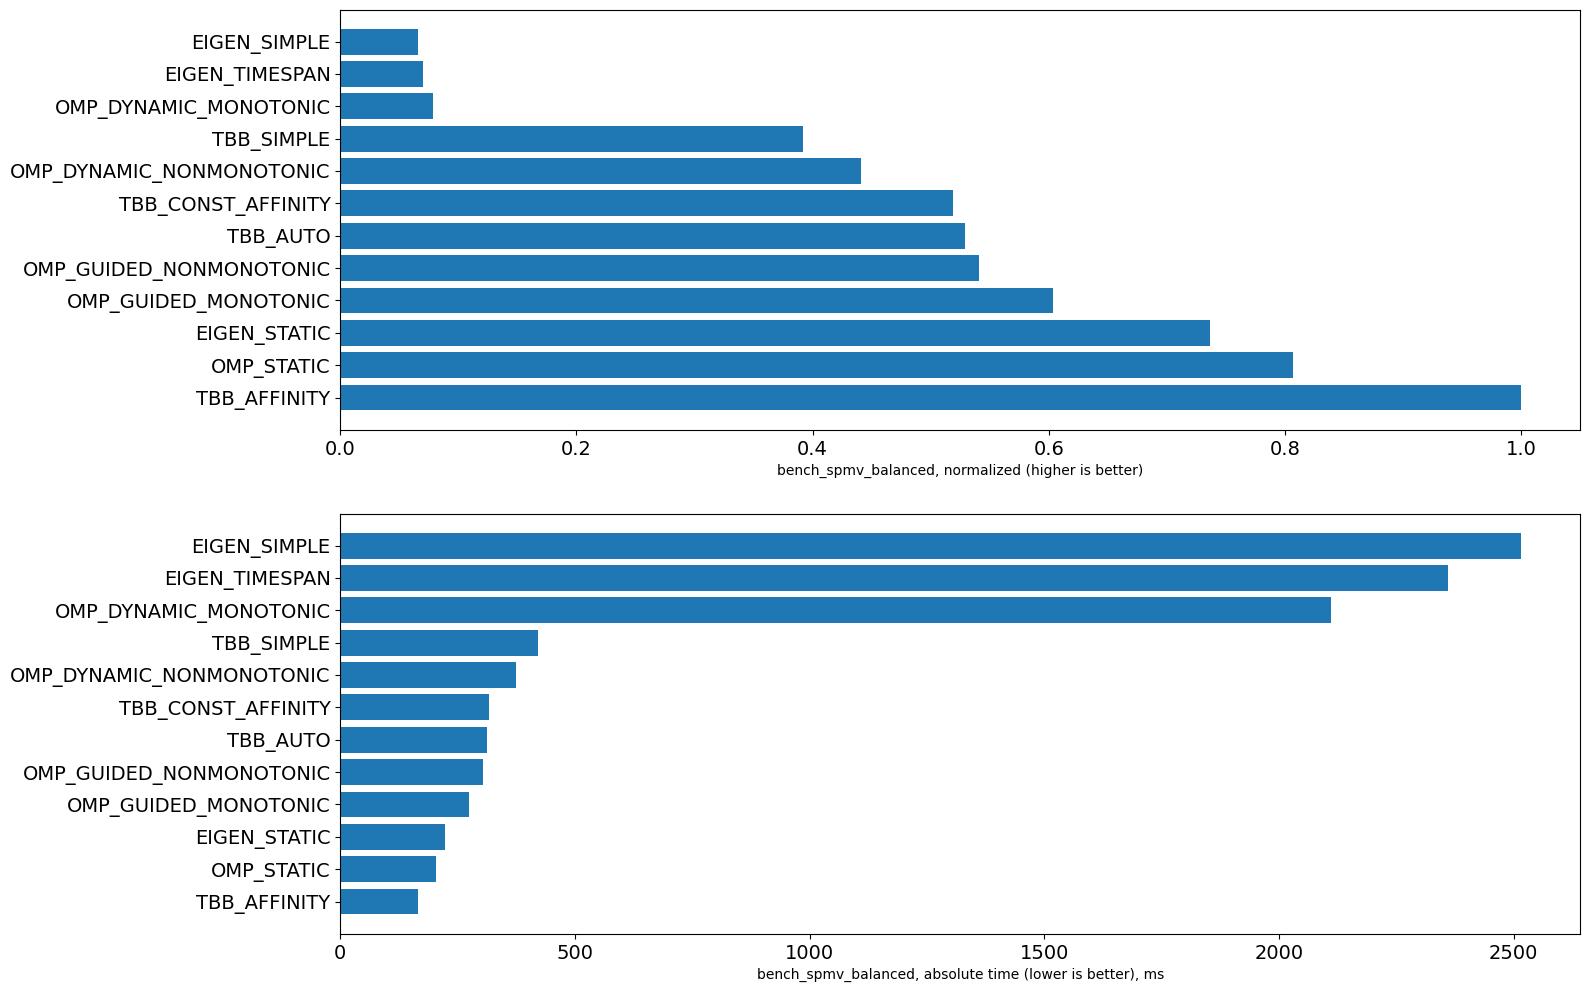 EIGEN_SIMPLE
EIGEN_TIMESPAN
OMP_DYNAMIC_MONOTONIC
TBB_SIMPLE
OMP_DYNAMIC_NONMONOTONIC
TBB_CONST_AFFINITY
TBB_AUTO
OMP_GUIDED_NONMONOTONIC
OMP_GUIDED_MONOTONIC
EIGEN_STATIC
OMP_STATIC
TBB_AFFINITY
0.0 0.2 0.4 0.6 0.8 1.0
bench_spmv_balanced, normalized (higher is better)
EIGEN_SIMPLE
EIGEN_TIMESPAN
OMP_DYNAMIC_MONOTONIC
TBB_SIMPLE
OMP_DYNAMIC_NONMONOTONIC
TBB_CONST_AFFINITY
TBB_AUTO
OMP_GUIDED_NONMONOTONIC
OMP_GUIDED_MONOTONIC
EIGEN_STATIC
OMP_STATIC
TBB_AFFINITY
0 500 1000 1500 2000 2500
bench_spmv_balanced, absolute time (lower is better), ms